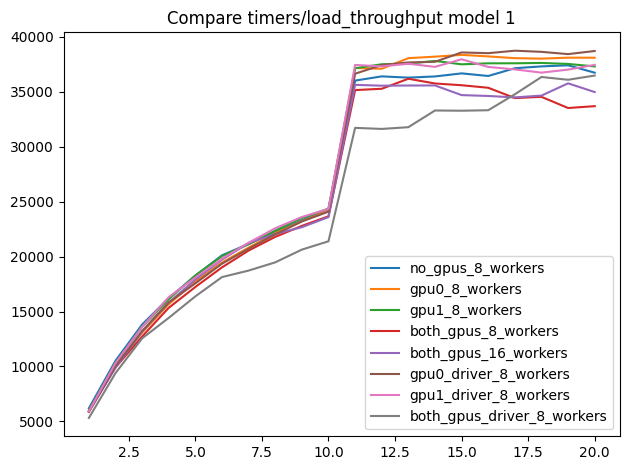 Compare timers/load_throughput model 1
40000
35000
30000
25000
20000
15000
10000
5000
2.5 5.0 7.5 10.0 12.5 15.0 17.5 20.0
no_gpus_8_workers
gpu0_8_workers
gpu1_8_workers
both_gpus_8_workers
both_gpus_16_workers
gpu0_driver_8_workers
gpu1_driver_8_workers
both_gpus_driver_8_workers